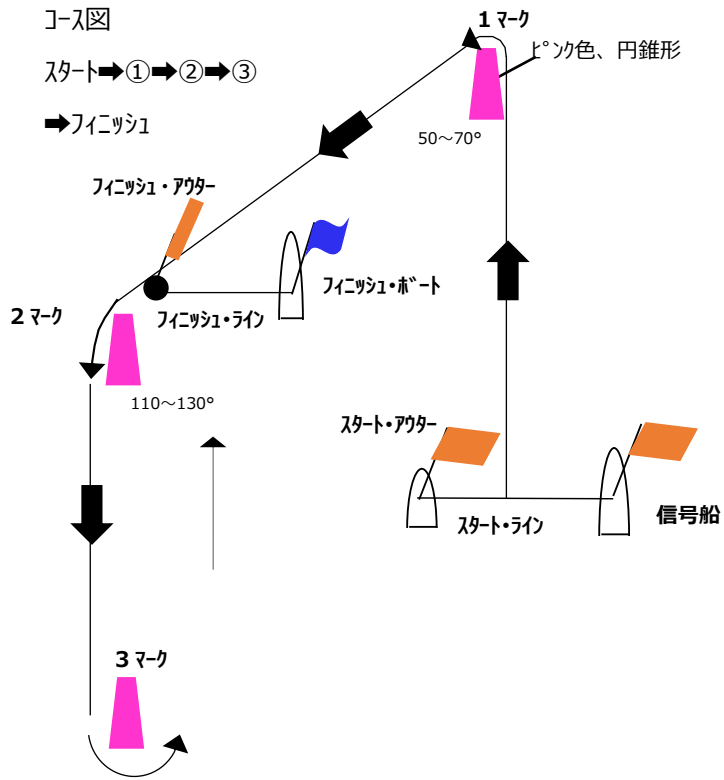 コース図
スタート➡①➡②➡③
➡フィニッシュ
1 マーク
ピンク色、円錐形
50～70°
フィニッシュ・アウター
フィニッシュ・ボート
フィニッシュ・ライン
2 マーク
110～130°
スタート・アウター
スタート・ライン
信号船
3 マーク